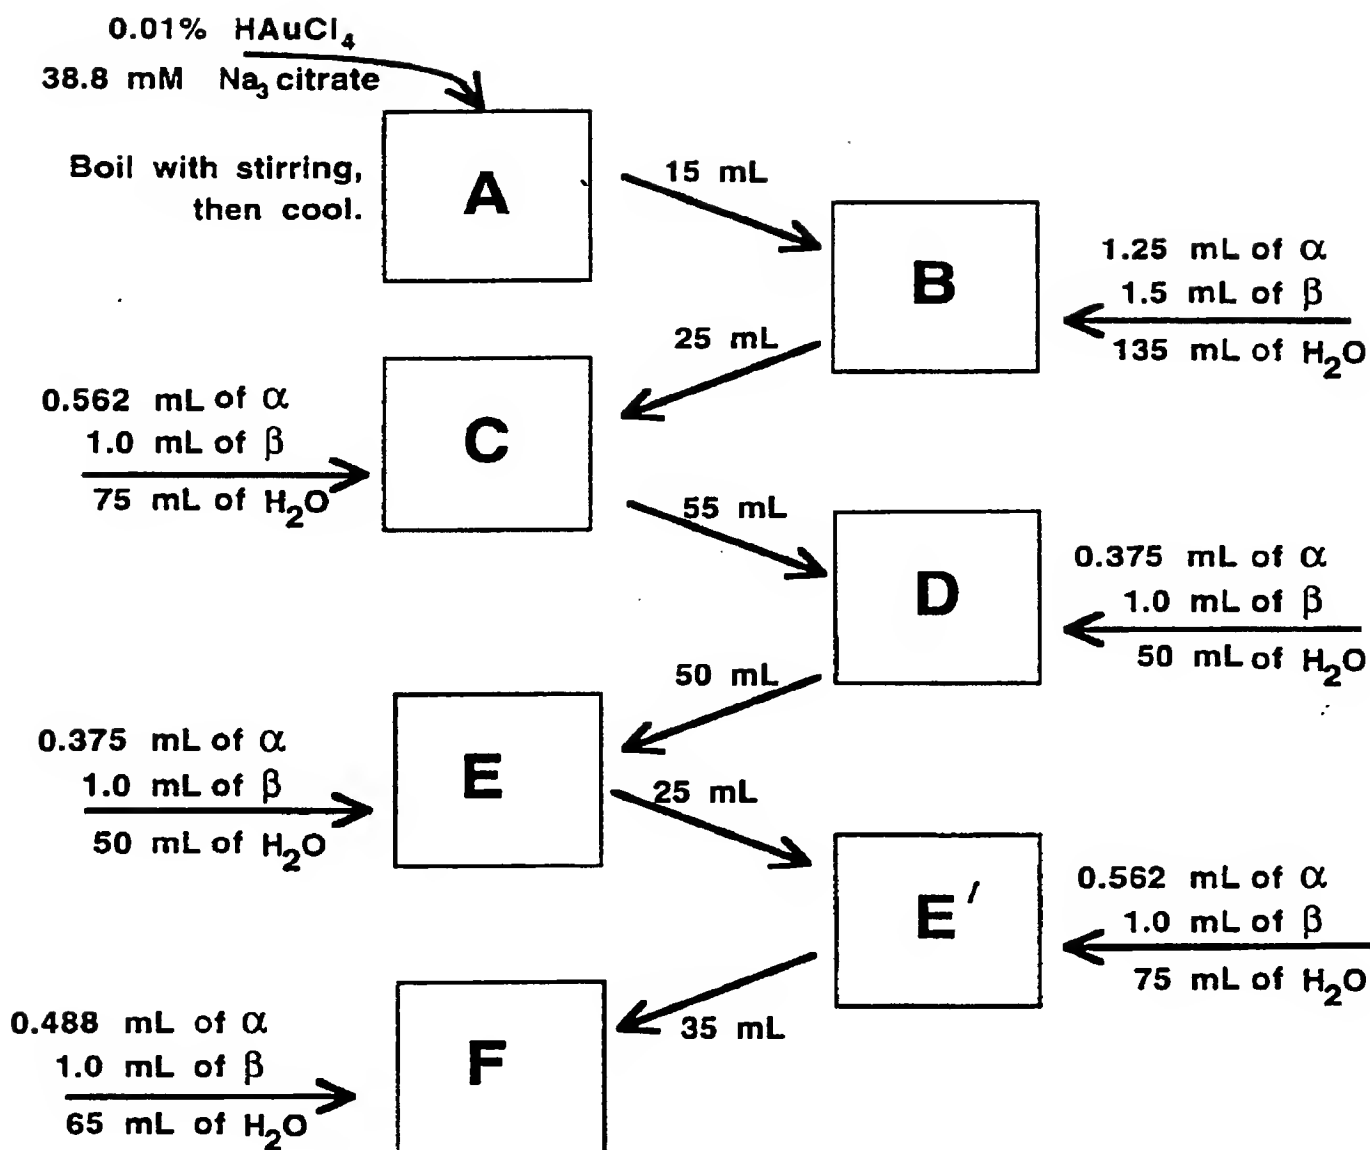 0.01% HAuCl₄
38.8 mM Na₃ citrate
Boil with stirring,
then cool.
A
15 mL
B
1.25 mL of α
1.5 mL of β
135 mL of H₂O
25 mL
0.562 mL of α
1.0 mL of β
75 mL of H₂O
C
55 mL
D
0.375 mL of α
1.0 mL of β
50 mL of H₂O
50 mL
0.375 mL of α
1.0 mL of β
50 mL of H₂O
E
25 mL
E′
0.562 mL of α
1.0 mL of β
75 mL of H₂O
35 mL
0.488 mL of α
1.0 mL of β
65 mL of H₂O
F